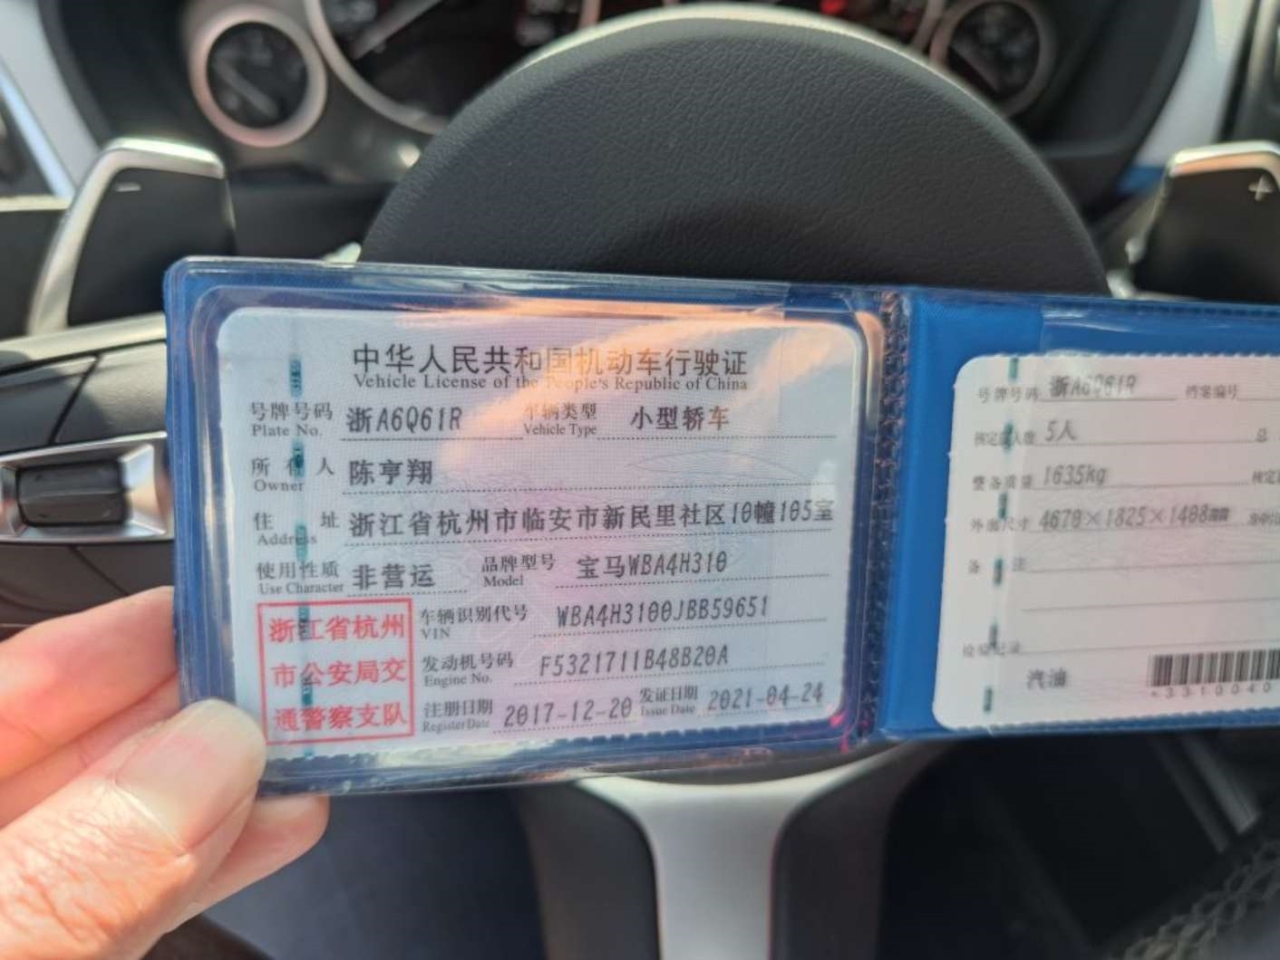 中华人民共和国机动车行驶证
Vehicle License of the People's Republic of China
号牌号码 浙A6Q61R 车辆类型 小型轿车
Plate No. Vehicle Type
所有人 陈亨翔
Owner
住址 浙江省杭州市临安市新民里社区10幢105室
Address
使用性质 非营运 品牌型号 宝马WBA4H310
Use Character Model
浙江省杭州
市公安局交
通警察支队
车辆识别代号 WBA4H3100JBB59651
VIN
发动机号码 F5321711B48B20A
Engine No.
注册日期 2017-12-20 发证日期 2021-04-24
Register Date Issue Date
号牌号码 浙A6Q61R 档案编号
核定载人数 5人 总
整备质量 1635kg 核定
外廓尺寸 4670×1825×1408mm
备注
检验记录
汽油
*3310040
－
+